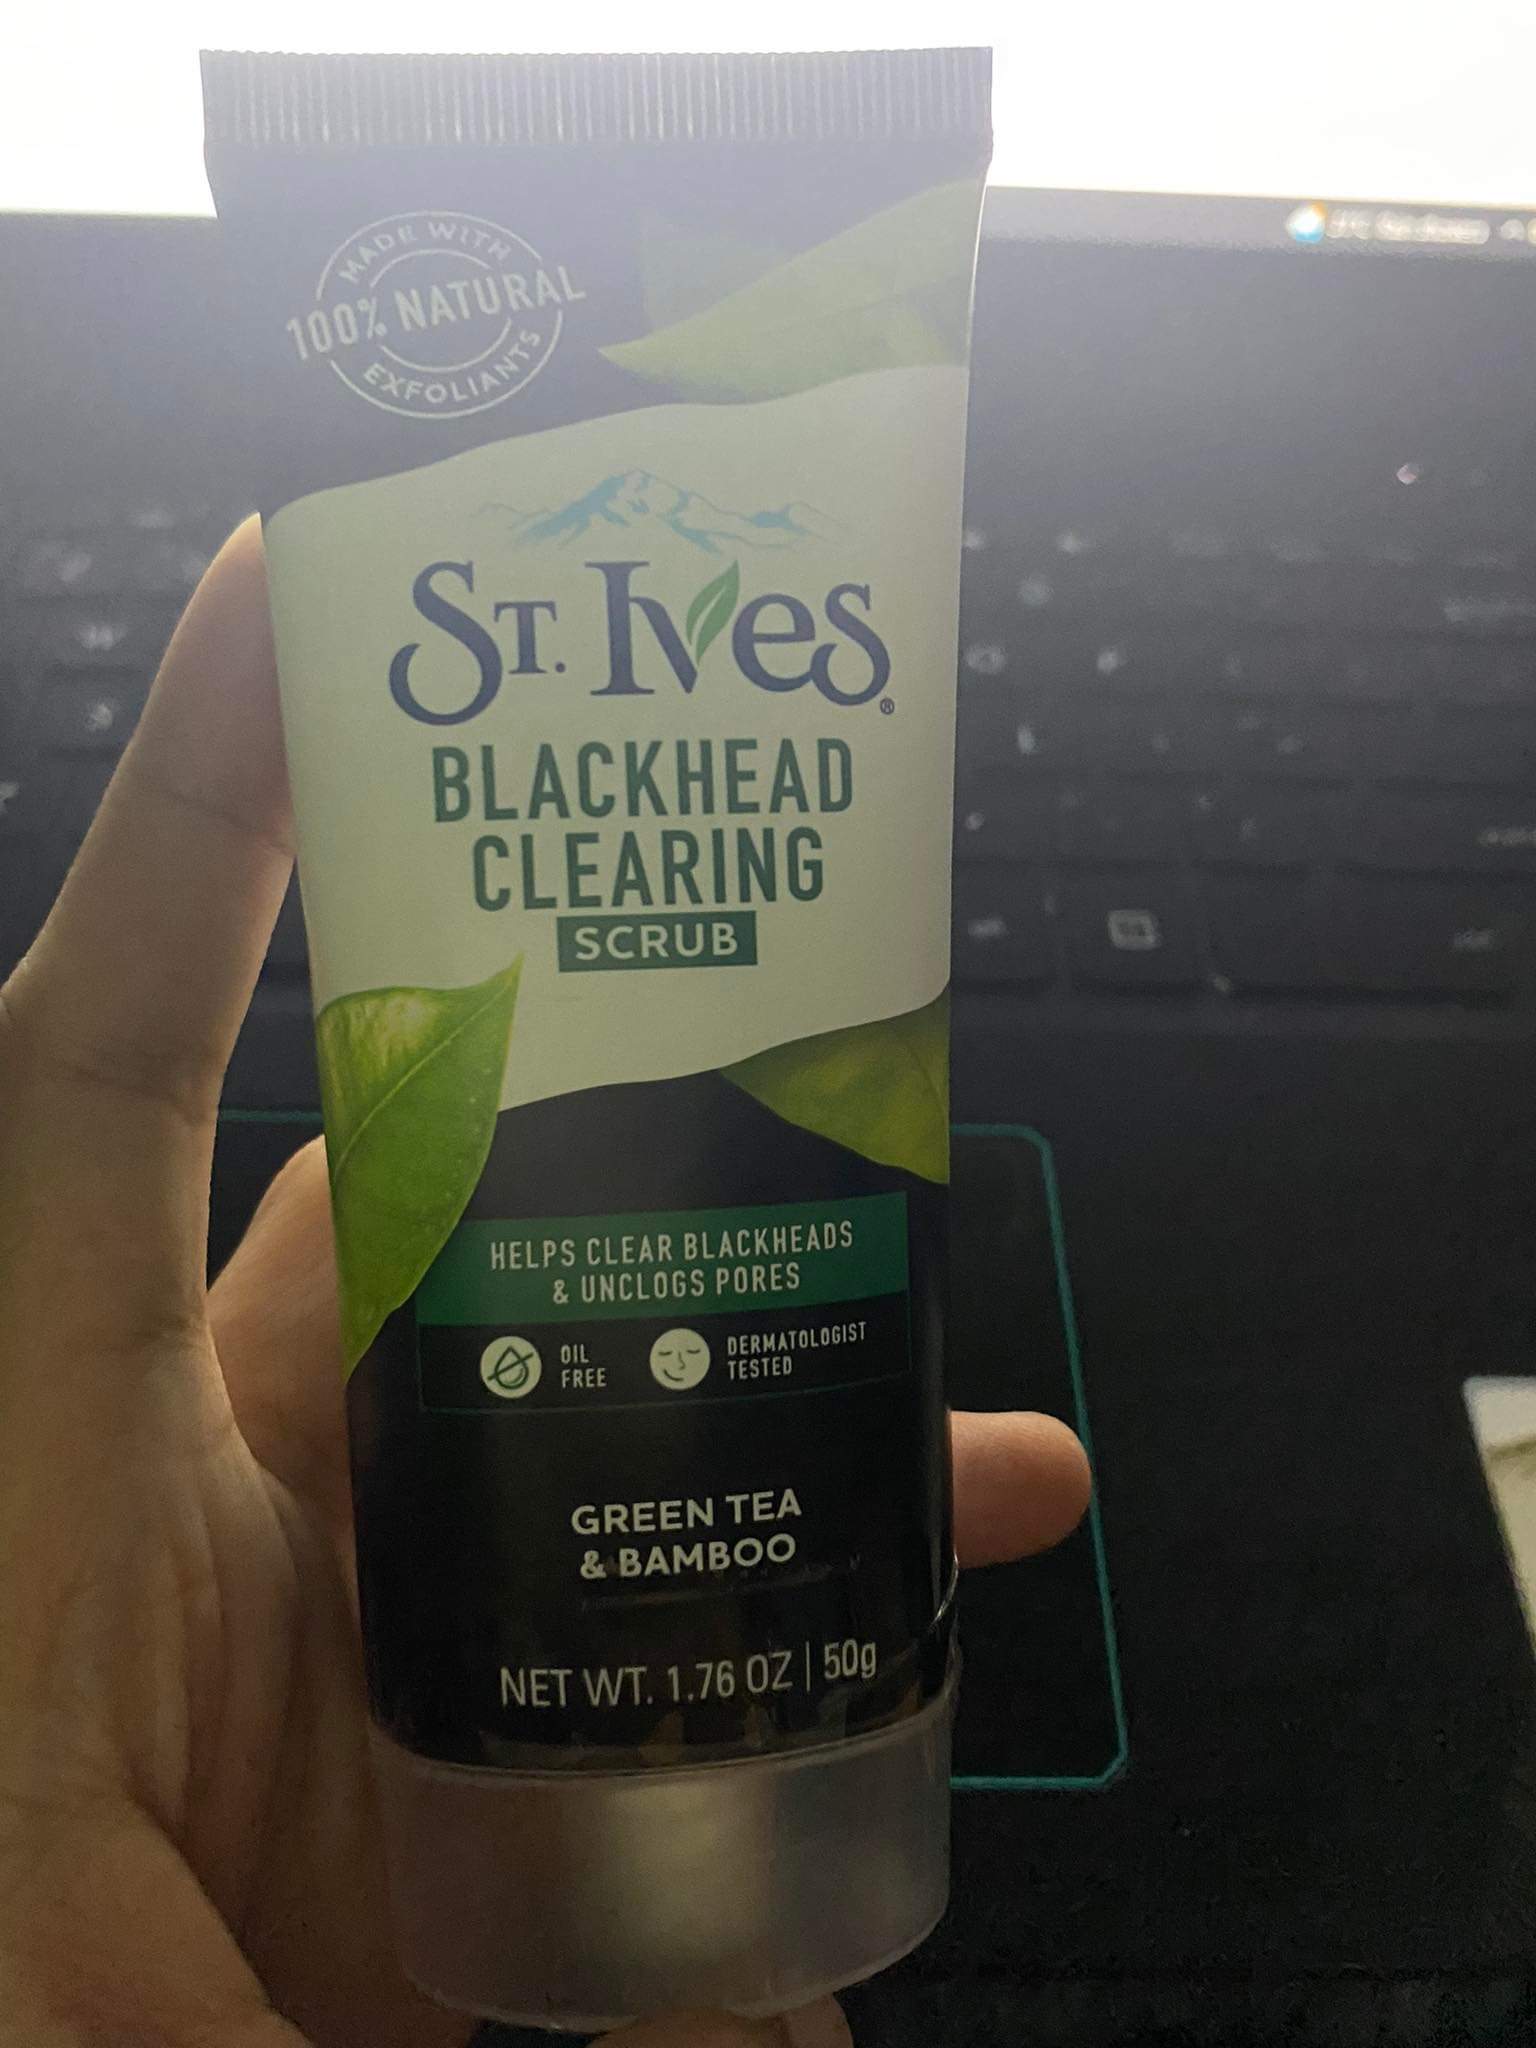 MADE WITH
100% NATURAL
EXFOLIANTS
ST. IVES®
BLACKHEAD
CLEARING
SCRUB
HELPS CLEAR BLACKHEADS
& UNCLOGS PORES
OIL
FREE
DERMATOLOGIST
TESTED
GREEN TEA
& BAMBOO
NET WT. 1.76 OZ | 50g